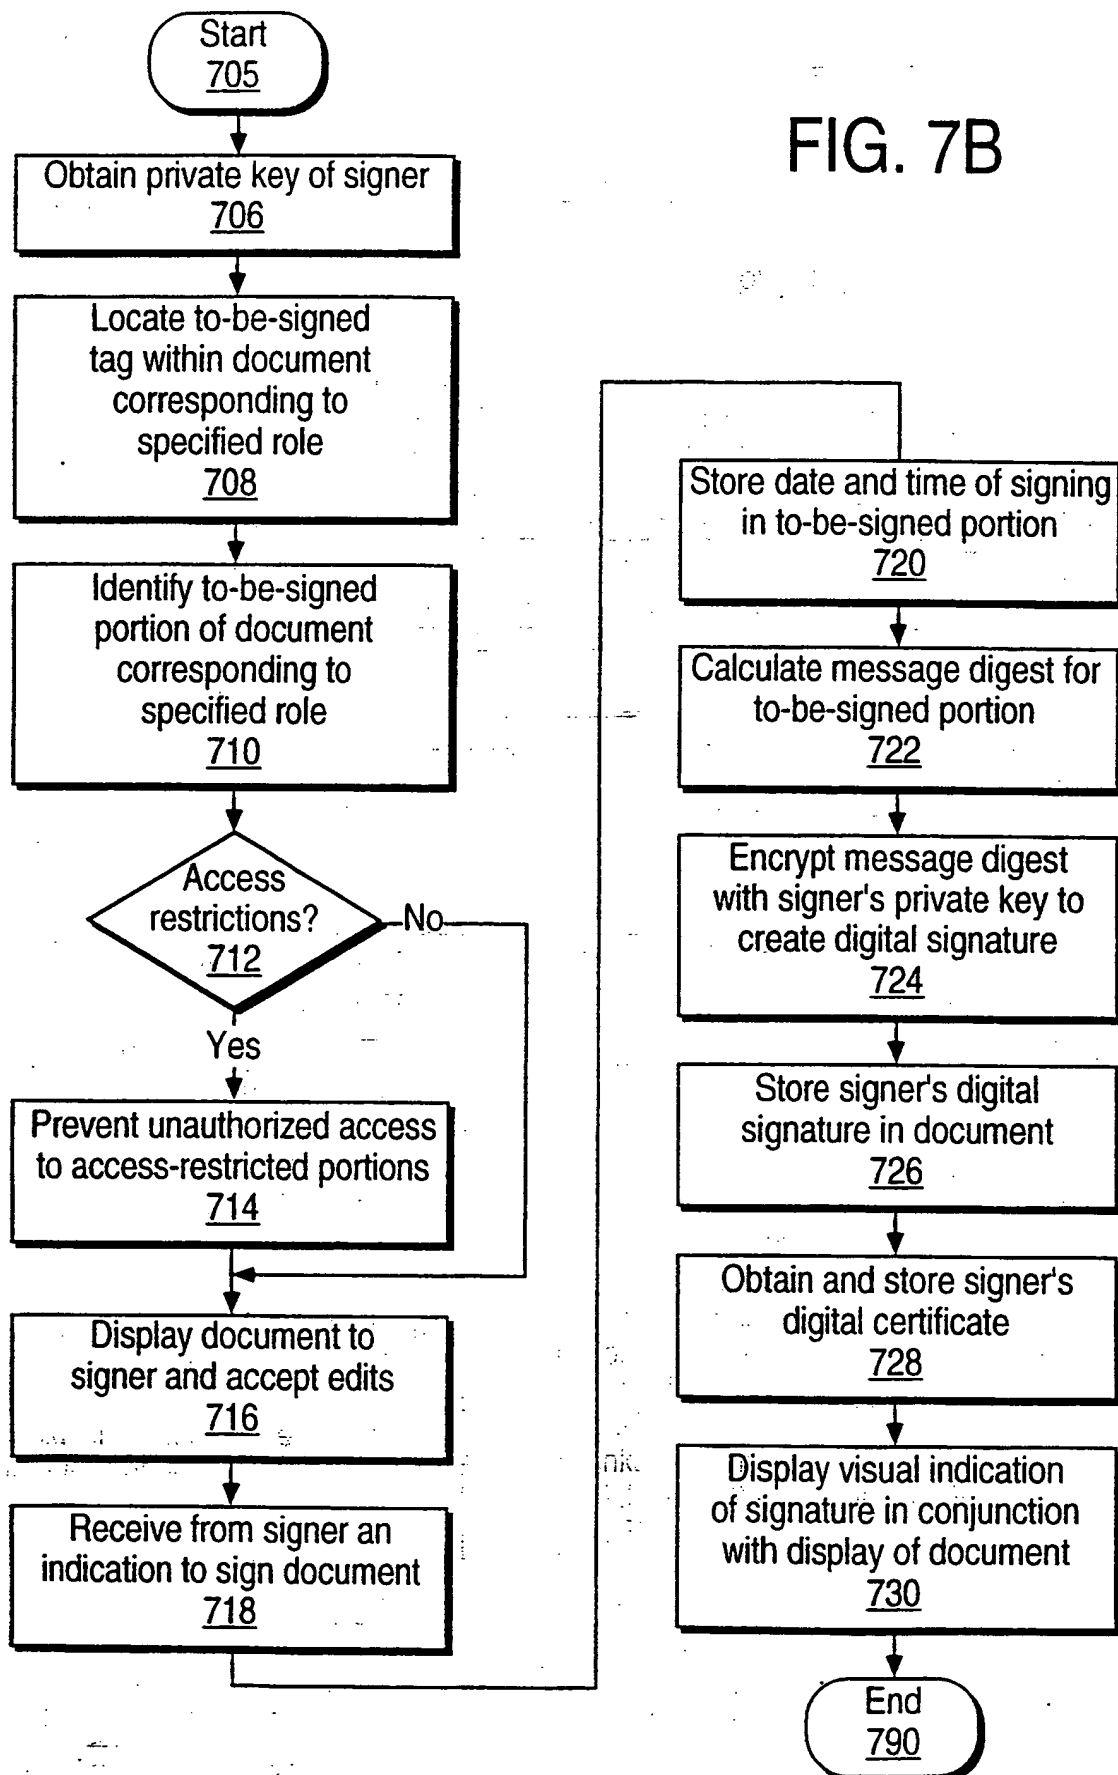 Start
705
FIG. 7B
Obtain private key of signer
706
Locate to-be-signed
tag within document
corresponding to
specified role
708
Identify to-be-signed
portion of document
corresponding to
specified role
710
Access
restrictions?
712
No
Yes
Prevent unauthorized access
to access-restricted portions
714
Display document to
signer and accept edits
716
Receive from signer an
indication to sign document
718
Store date and time of signing
in to-be-signed portion
720
Calculate message digest for
to-be-signed portion
722
Encrypt message digest
with signer's private key to
create digital signature
724
Store signer's digital
signature in document
726
Obtain and store signer's
digital certificate
728
Display visual indication
of signature in conjunction
with display of document
730
End
790